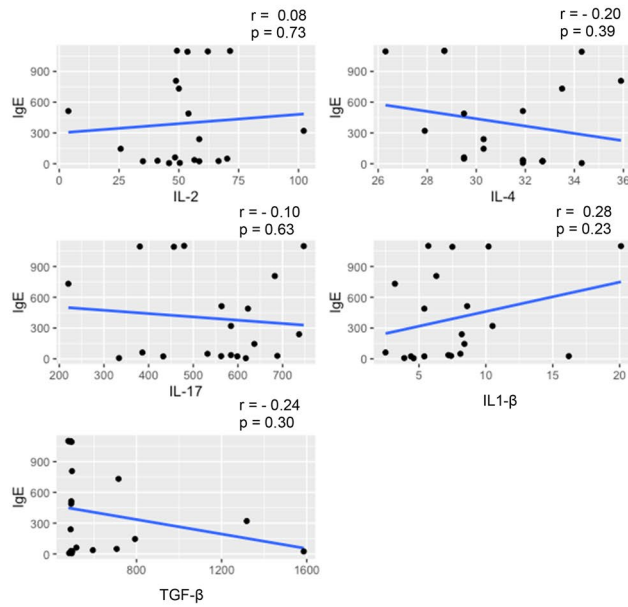 r = 0.08
p = 0.73
IgE
900
600
300
0
0 25 50 75 100
IL-2
r = - 0.20
p = 0.39
IgE
900
600
300
0
26 28 30 32 34 36
IL-4
r = - 0.10
p = 0.63
IgE
900
600
300
0
200 300 400 500 600 700
IL-17
r = 0.28
p = 0.23
IgE
900
600
300
0
5 10 15 20
IL1-β
r = - 0.24
p = 0.30
IgE
900
600
300
0
800 1200 1600
TGF-β